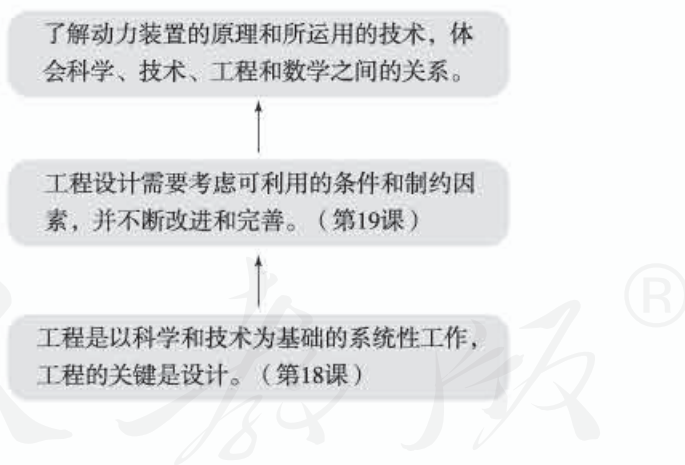 了解动力装置的原理和所运用的技术，体
会科学、技术、工程和数学之间的关系。
工程设计需要考虑可利用的条件和制约因
素，并不断改进和完善。（第19课）
工程是以科学和技术为基础的系统性工作，
工程的关键是设计。（第18课）
人教版®